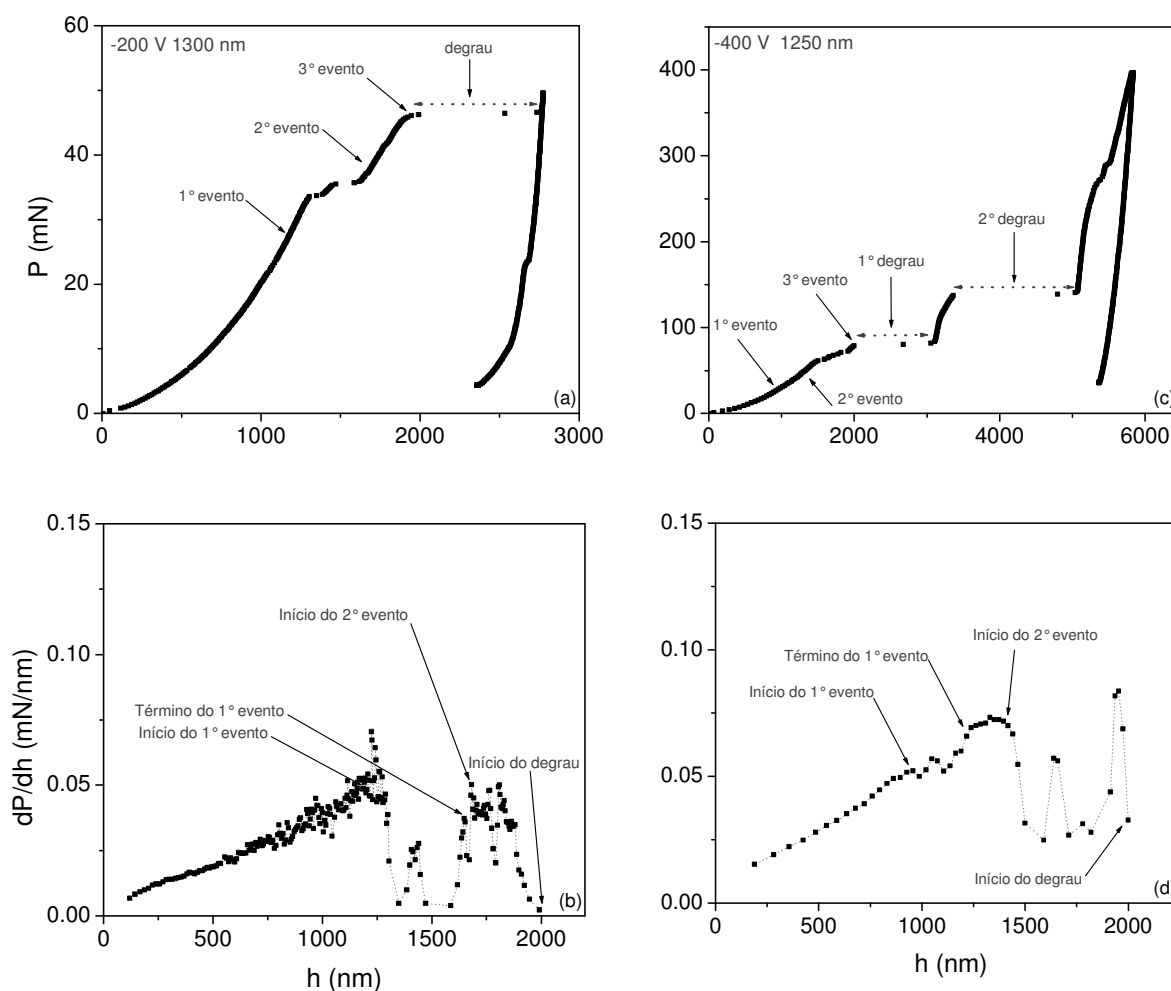 -200 V 1300 nm
degrau
3° evento
2° evento
1° evento
P (mN)
60
40
20
0
0
1000
2000
3000
(a)
-400 V 1250 nm
2° degrau
1° degrau
3° evento
1° evento
2° evento
400
300
200
100
0
0
2000
4000
6000
(c)
dP/dh (mN/nm)
0.15
0.10
0.05
0.00
Início do 2° evento
Término do 1° evento
Início do 1° evento
Início do degrau
(b)
0
500
1000
1500
2000
h (nm)
0.15
0.10
0.05
0.00
Início do 2° evento
Término do 1° evento
Início do 1° evento
Início do degrau
(d)
0
500
1000
1500
2000
h (nm)